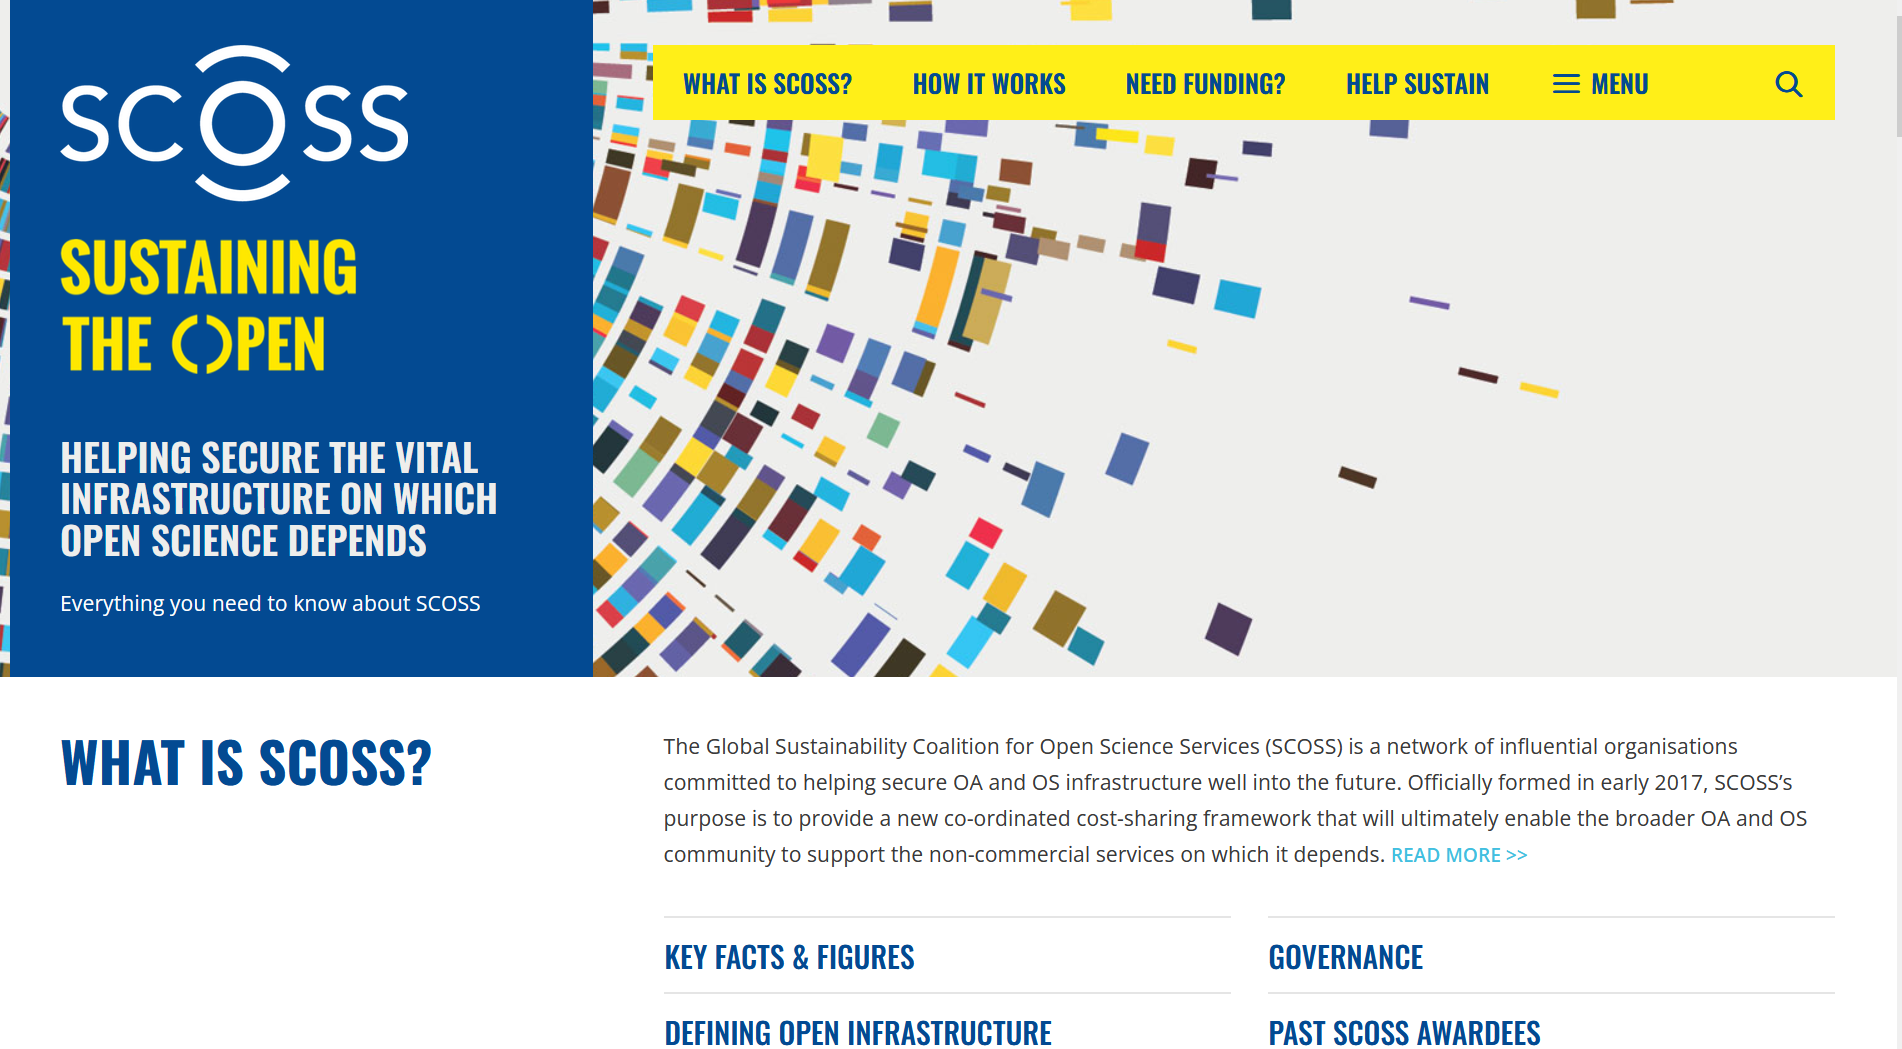 SCOSS
SUSTAINING
THE OPEN
HELPING SECURE THE VITAL
INFRASTRUCTURE ON WHICH
OPEN SCIENCE DEPENDS
Everything you need to know about SCOSS
WHAT IS SCOSS?
HOW IT WORKS
NEED FUNDING?
HELP SUSTAIN
MENU
WHAT IS SCOSS?
The Global Sustainability Coalition for Open Science Services (SCOSS) is a network of influential organisations
committed to helping secure OA and OS infrastructure well into the future. Officially formed in early 2017, SCOSS’s
purpose is to provide a new co-ordinated cost-sharing framework that will ultimately enable the broader OA and OS
community to support the non-commercial services on which it depends. READ MORE >>
KEY FACTS & FIGURES
GOVERNANCE
DEFINING OPEN INFRASTRUCTURE
PAST SCOSS AWARDEES